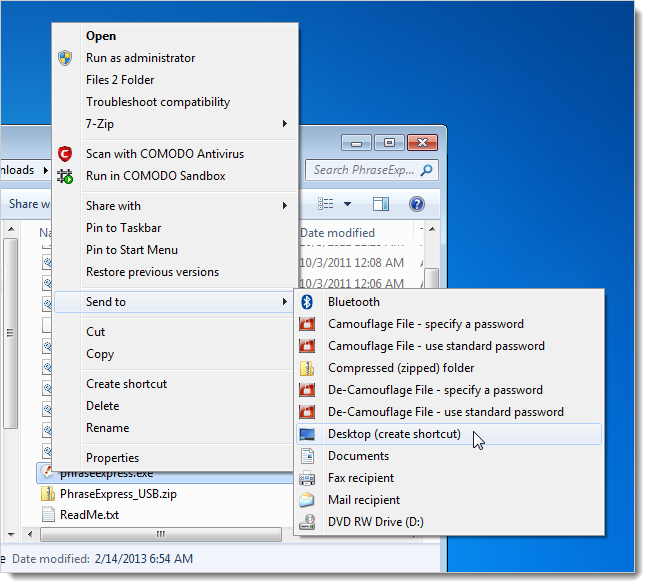 Open
Run as administrator
Files 2 Folder
Troubleshoot compatibility
7-Zip
Scan with COMODO Antivirus
Run in COMODO Sandbox
Share with
Pin to Taskbar
Pin to Start Menu
Restore previous versions
Send to
Cut
Copy
Create shortcut
Delete
Rename
Properties
nloads
Search PhraseExp...
Share w
Na
Date modified
10/3/2011 12:08 AM
10/3/2011 12:06 AM
Bluetooth
Camouflage File - specify a password
Camouflage File - use standard password
Compressed (zipped) folder
De-Camouflage File - specify a password
De-Camouflage File - use standard password
Desktop (create shortcut)
Documents
Fax recipient
Mail recipient
DVD RW Drive (D:)
phraseexpress.exe
PhraseExpress_USB.zip
ReadMe.txt
e Date modified: 2/14/2013 6:54 AM